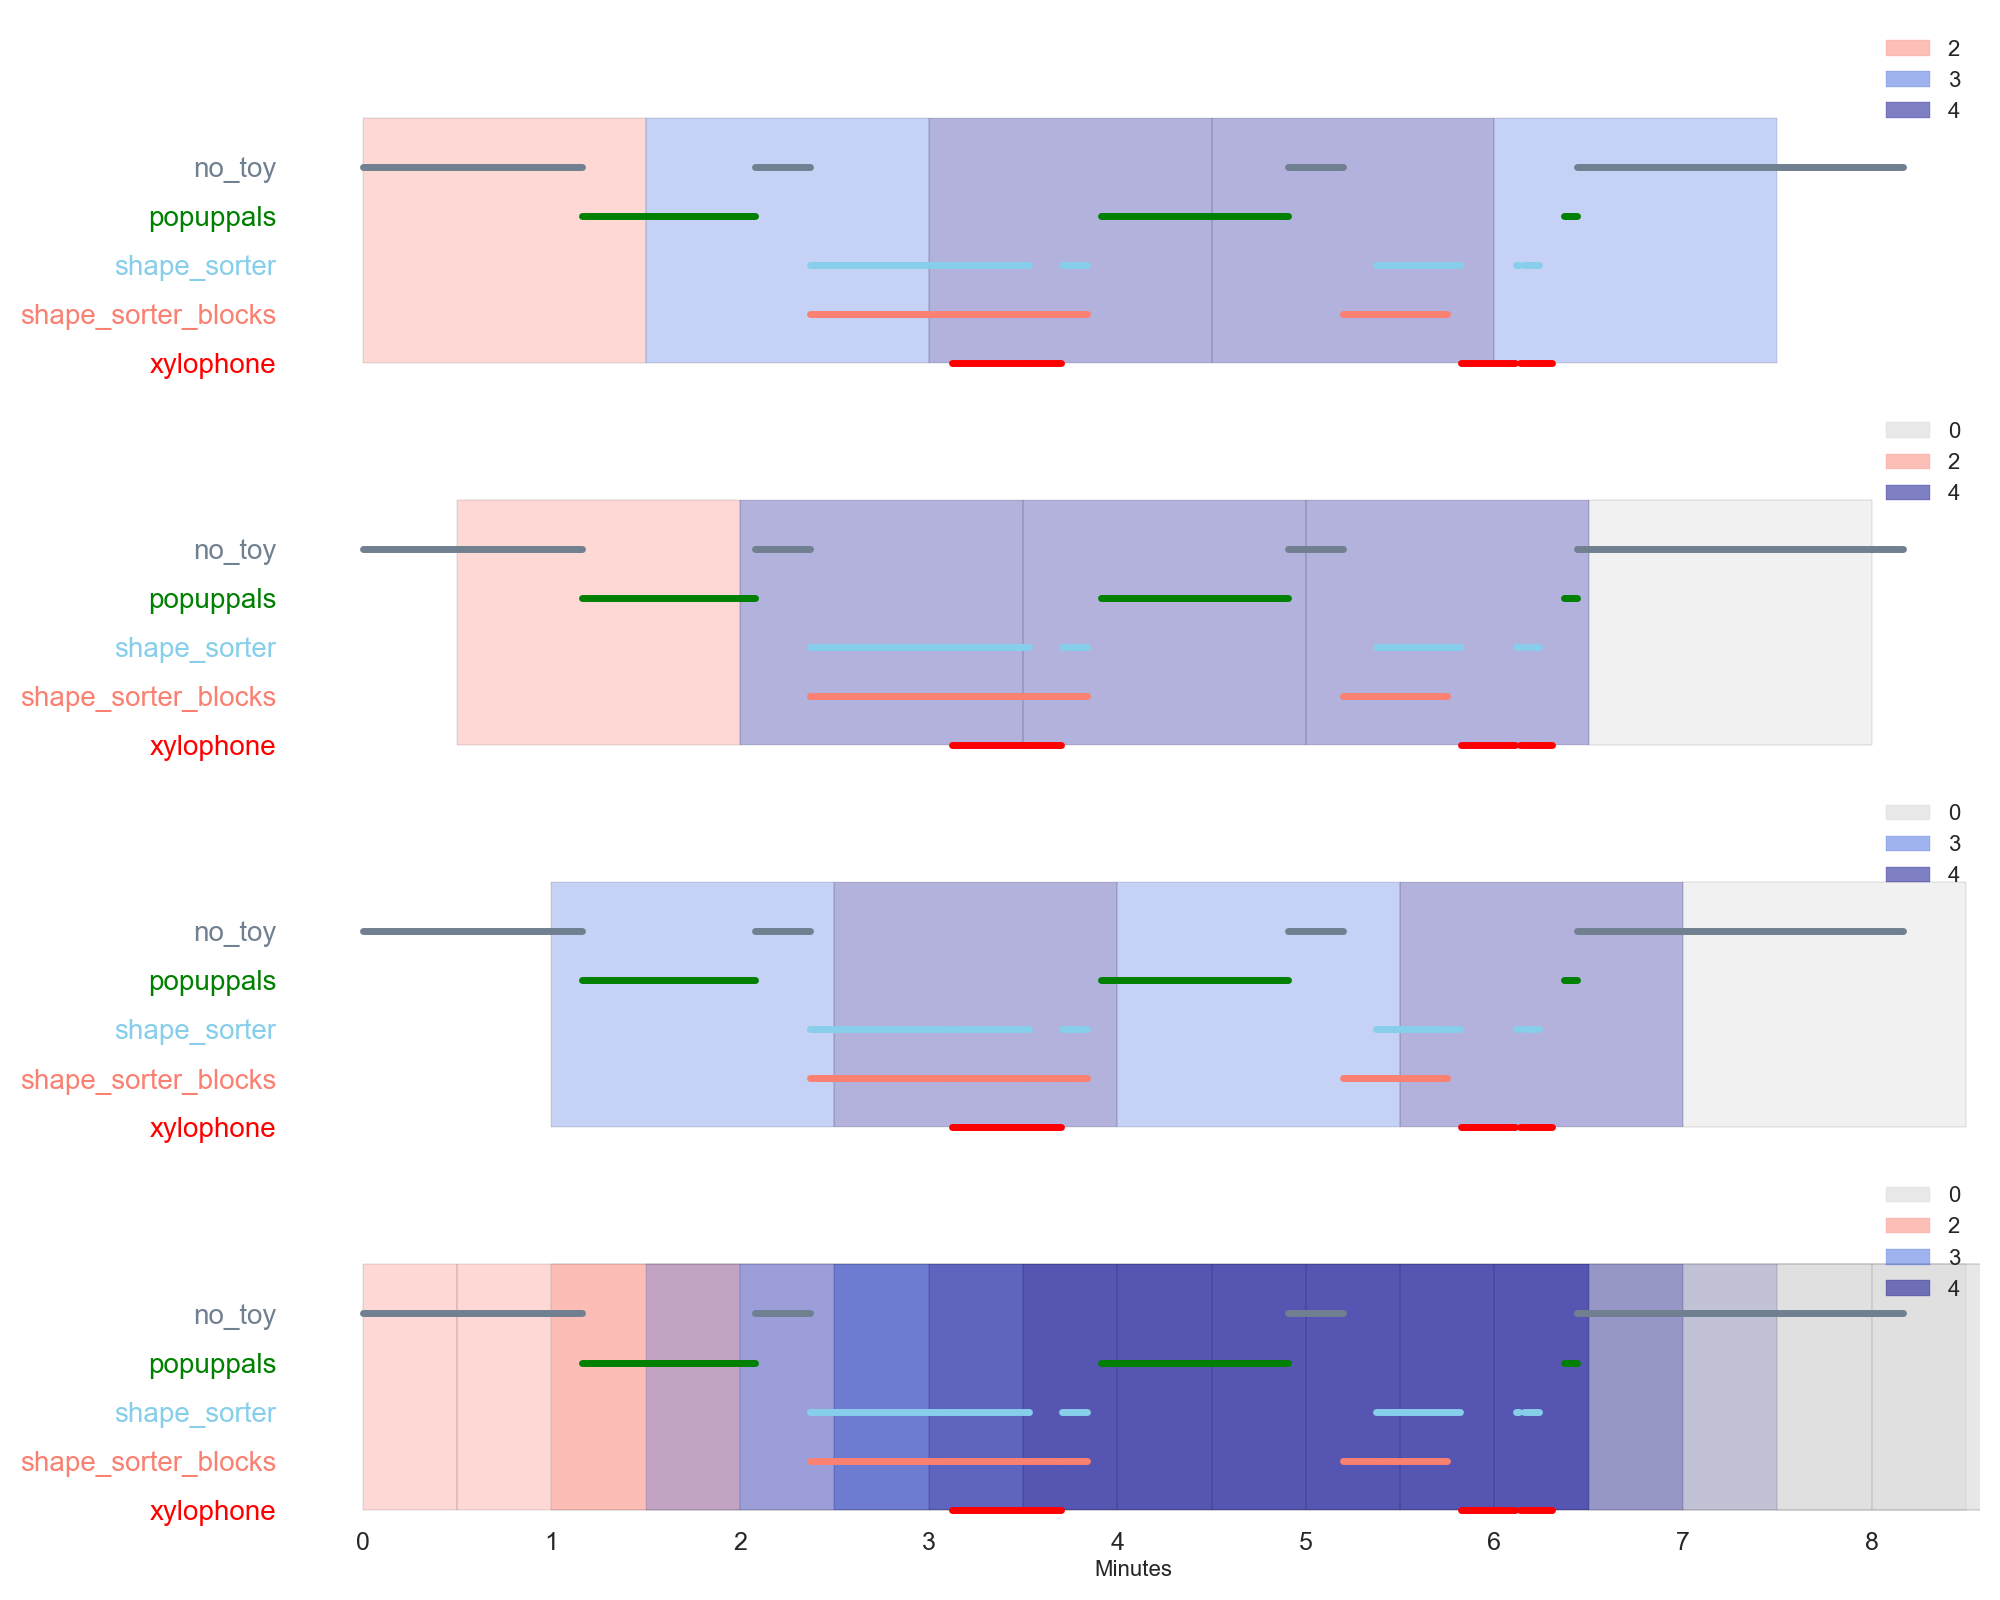 2
3
4
no_toy
popuppals
shape_sorter
shape_sorter_blocks
xylophone
0
2
4
no_toy
popuppals
shape_sorter
shape_sorter_blocks
xylophone
0
3
4
no_toy
popuppals
shape_sorter
shape_sorter_blocks
xylophone
0
2
3
4
no_toy
popuppals
shape_sorter
shape_sorter_blocks
xylophone
0 1 2 3 4 5 6 7 8
Minutes